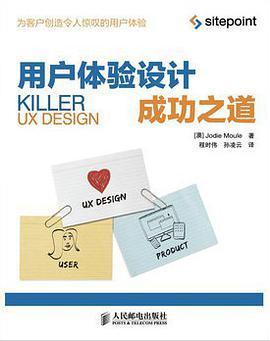 为客户创造令人惊叹的用户体验
sitepoint
用户体验设计
KILLER
UX DESIGN
成功之道
[澳] Jodie Moule 著
程时伟 孙凌云 译
UX DESIGN
USER
PRODUCT
人民邮电出版社
POSTS & TELECOM PRESS